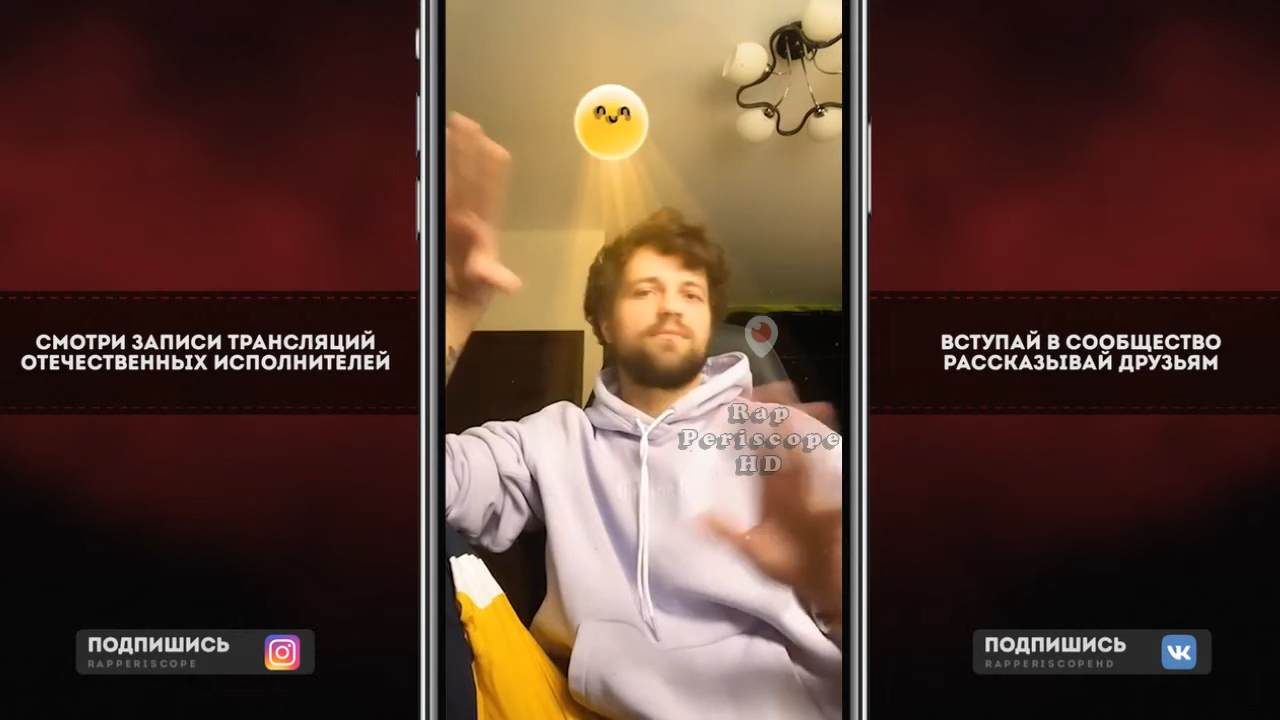 СМОТРИ ЗАПИСИ ТРАНСЛЯЦИЙ
ОТЕЧЕСТВЕННЫХ ИСПОЛНИТЕЛЕЙ
Rap
Periscope
HD
ВСТУПАЙ В СООБЩЕСТВО
РАССКАЗЫВАЙ ДРУЗЬЯМ
ПОДПИШИСЬ
RAPPERISCOPE
ПОДПИШИСЬ
RAPPERISCOPEHD